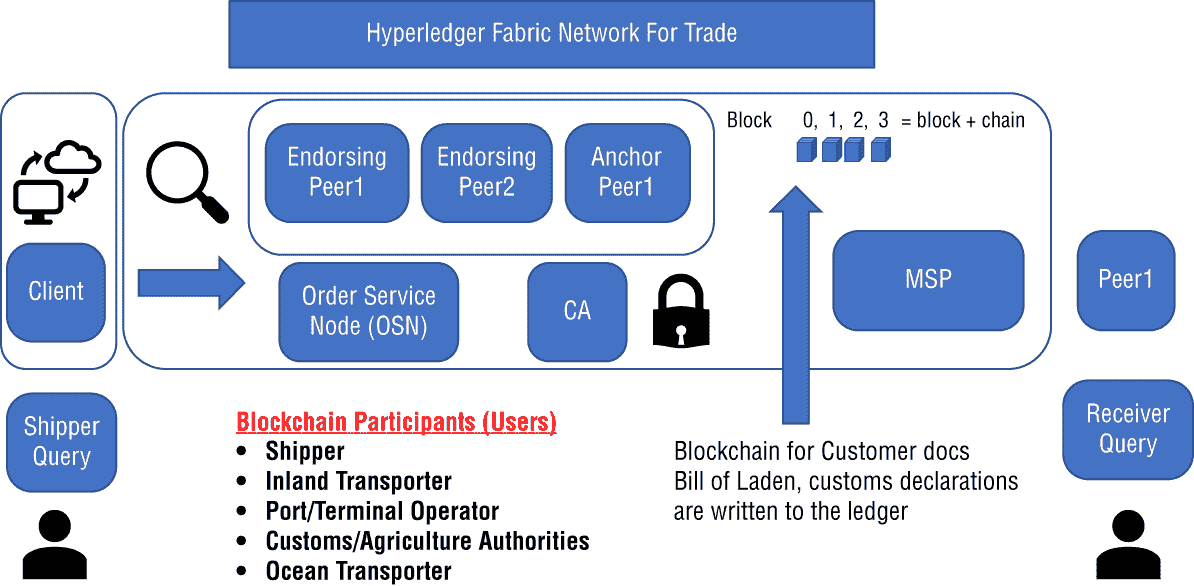 Hyperledger Fabric Network For Trade
Endorsing
Peer1
Endorsing
Peer2
Anchor
Peer1
Block 0, 1, 2, 3 = block + chain
Client
Order Service
Node (OSN)
CA
MSP
Peer1
Shipper
Query
Blockchain Participants (Users)
• Shipper
• Inland Transporter
• Port/Terminal Operator
• Customs/Agriculture Authorities
• Ocean Transporter
Blockchain for Customer docs
Bill of Laden, customs declarations
are written to the ledger
Receiver
Query